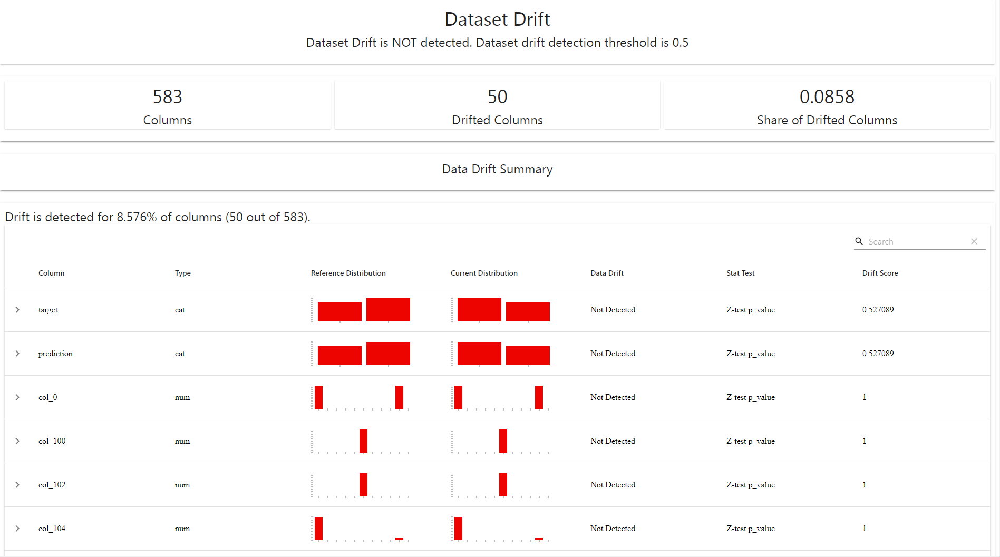 Dataset Drift
Dataset Drift is NOT detected. Dataset drift detection threshold is 0.5
583
Columns
50
Drifted Columns
0.0858
Share of Drifted Columns
Data Drift Summary
Drift is detected for 8.576% of columns (50 out of 583).
Search
Column Type Reference Distribution Current Distribution Data Drift Stat Test Drift Score
target cat Not Detected Z-test p_value 0.527089
prediction cat Not Detected Z-test p_value 0.527089
col_0 num Not Detected Z-test p_value 1
col_100 num Not Detected Z-test p_value 1
col_102 num Not Detected Z-test p_value 1
col_104 num Not Detected Z-test p_value 1